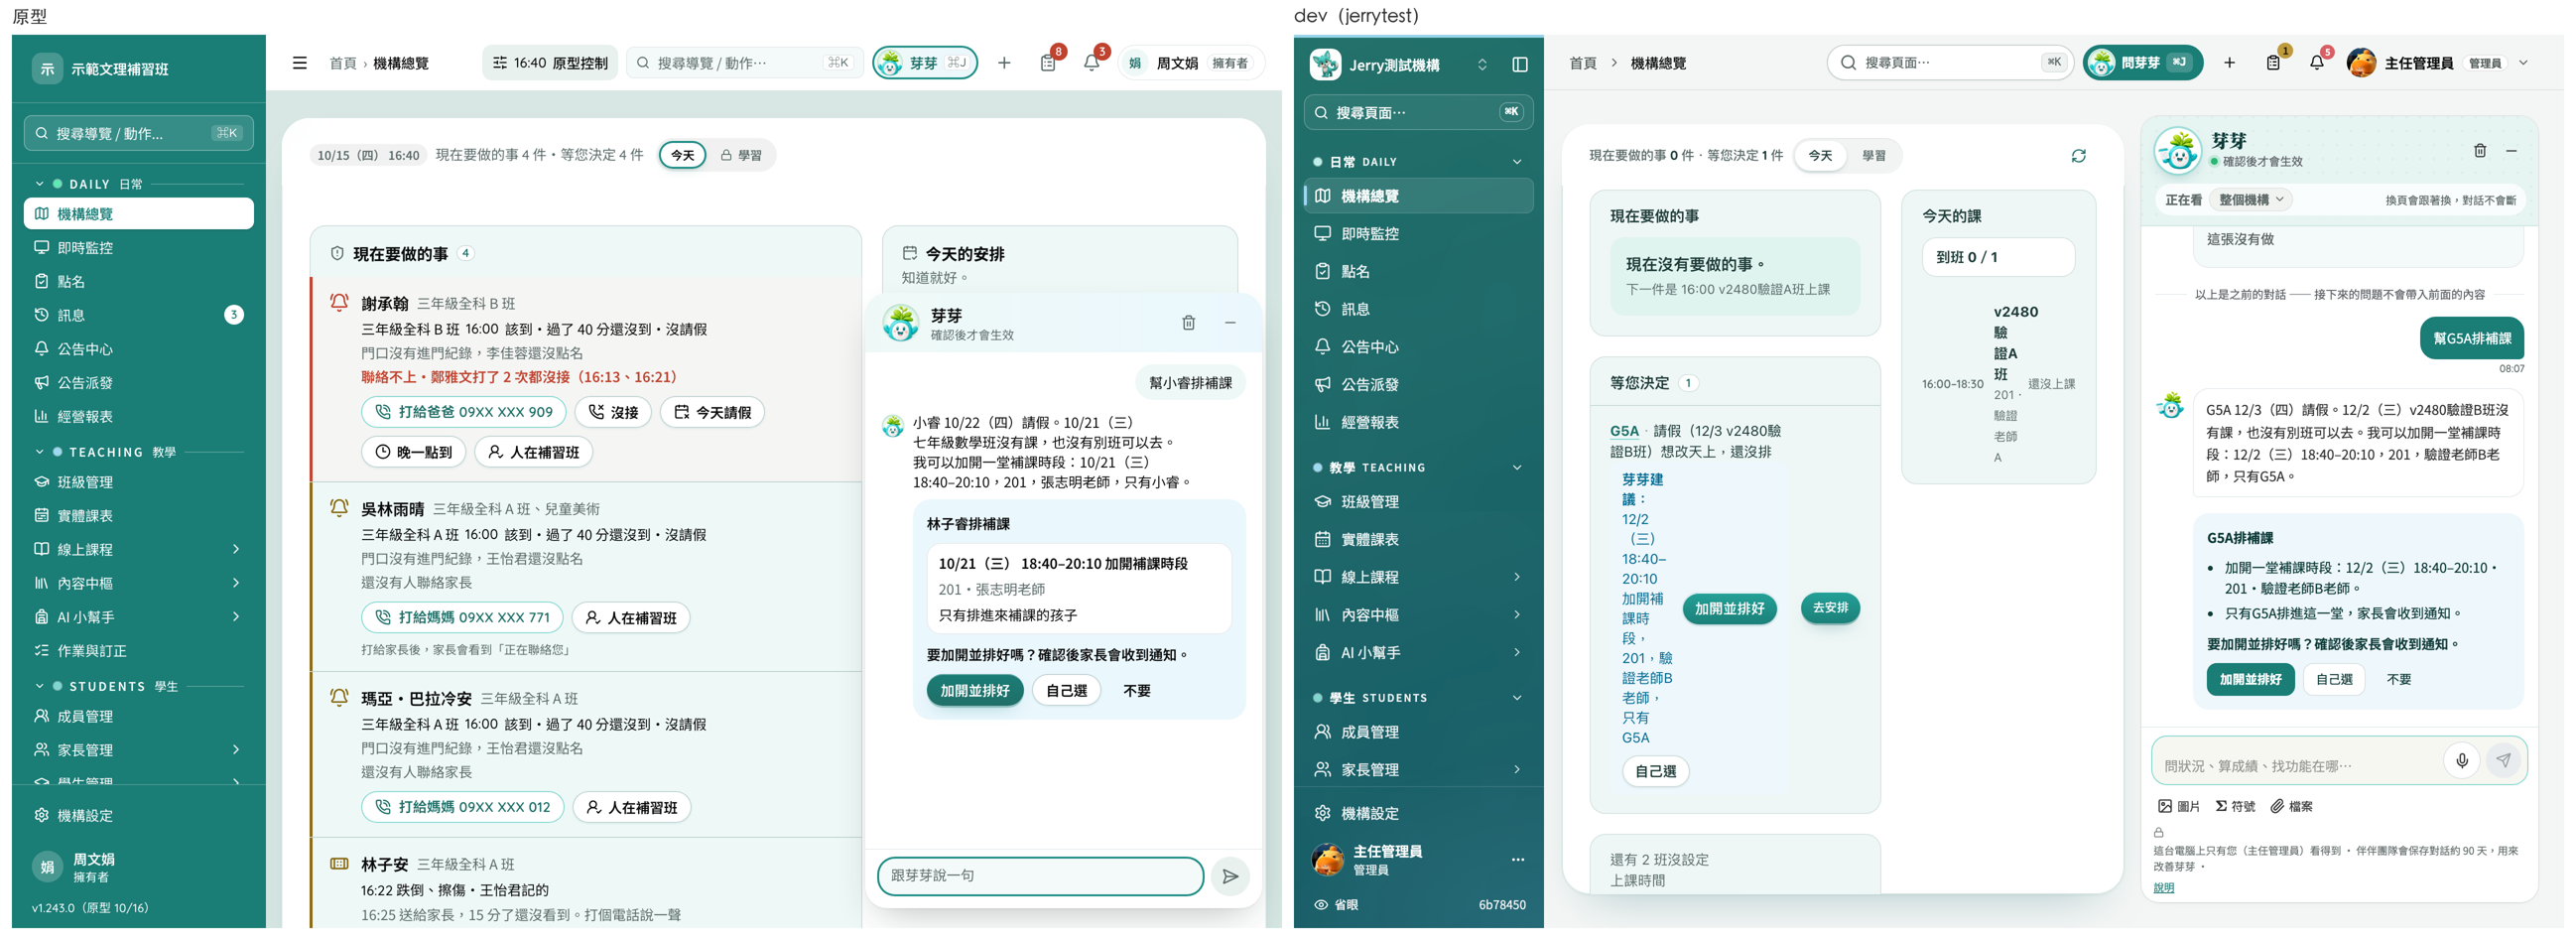 原型
示 示範文理補習班
搜尋導覽 / 動作... ⌘K
DAILY 日常
機構總覽
即時監控
點名
訊息 3
公告中心
公告派發
經營報表
TEACHING 教學
班級管理
實體課表
線上課程
內容中樞
AI 小幫手
作業與訂正
STUDENTS 學生
成員管理
家長管理
學生管理
機構設定
娟 周文娟
擁有者
v1.243.0（原型 10/16）
首頁 › 機構總覽
16:40 原型控制
搜尋導覽 / 動作… ⌘K
芽芽 ⌘J
8
3
娟 周文娟 擁有者
10/15（四） 16:40 現在要做的事 4 件・等您決定 4 件 今天 學習
現在要做的事 4
謝承翰 三年級全科 B 班
三年級全科 B 班 16:00 該到・過了 40 分還沒到・沒請假
門口沒有進門紀錄，李佳蓉還沒點名
聯絡不上・鄭雅文打了 2 次都沒接（16:13、16:21）
打給爸爸 09XX XXX 909 沒接 今天請假
晚一點到 人在補習班
吳林雨晴 三年級全科 A 班、兒童美術
三年級全科 A 班 16:00 該到・過了 40 分還沒到・沒請假
門口沒有進門紀錄，王怡君還沒點名
還沒有人聯絡家長
打給媽媽 09XX XXX 771 人在補習班
打給家長後，家長會看到「正在聯絡您」
瑪亞・巴拉冷安 三年級全科 A 班
三年級全科 A 班 16:00 該到・過了 40 分還沒到・沒請假
門口沒有進門紀錄，王怡君還沒點名
還沒有人聯絡家長
打給媽媽 09XX XXX 012 人在補習班
林子安 三年級全科 A 班
16:22 跌倒、擦傷・王怡君記的
16:25 送給家長，15 分了還沒看到。打個電話說一聲
今天的安排
知道就好。
芽芽
確認後才會生效
幫小睿排補課
小睿 10/22（四）請假。10/21（三）
七年級數學班沒有課，也沒有別班可以去。
我可以加開一堂補課時段：10/21（三）
18:40–20:10，201，張志明老師，只有小睿。
林子睿排補課
10/21（三） 18:40–20:10 加開補課時段
201・張志明老師
只有排進來補課的孩子
要加開並排好嗎？確認後家長會收到通知。
加開並排好 自己選 不要
跟芽芽說一句
dev（jerrytest）
Jerry測試機構
搜尋頁面… ⌘K
日常 DAILY
機構總覽
即時監控
點名
訊息
公告中心
公告派發
經營報表
教學 TEACHING
班級管理
實體課表
線上課程
內容中樞
AI 小幫手
學生 STUDENTS
成員管理
家長管理
機構設定
主任管理員
管理員
省眼 6b78450
首頁 › 機構總覽
搜尋頁面… ⌘K
問芽芽 ⌘J
1
5
主任管理員 管理員
現在要做的事 0 件・等您決定 1 件 今天 學習
現在要做的事
現在沒有要做的事。
下一件是 16:00 v2480驗證A班上課
等您決定 1
G5A・請假（12/3 v2480驗
證B班）想改天上，還沒排
芽芽建
議：
12/2
（三）
18:40–
20:10
加開補
課時
段，
201，驗
證老師B
老師，
只有
G5A
自己選
加開並排好
去安排
還有 2 班沒設定
上課時間
今天的課
到班 0 / 1
16:00–18:30
v2480
驗
證A
班
201・
驗證
老師
A
還沒上課
芽芽
確認後才會生效
正在看 整個機構 換頁會跟著換，對話不會斷
這張沒有做
以上是之前的對話 —— 接下來的問題不會帶入前面的內容
幫G5A排補課
08:07
G5A 12/3（四）請假。12/2（三）v2480驗證B班沒
有課，也沒有別班可以去。我可以加開一堂補課時
段：12/2（三）18:40–20:10，201，驗證老師B老
師，只有G5A。
G5A排補課
• 加開一堂補課時段：12/2（三）18:40–20:10・
201・驗證老師B老師。
• 只有G5A排進這一堂，家長會收到通知。
要加開並排好嗎？確認後家長會收到通知。
加開並排好 自己選 不要
問狀況、算成績、找功能在哪…
圖片 符號 檔案
這台電腦上只有您（主任管理員）看得到・伴伴團隊會保存對話約 90 天，用來
改善芽芽・
說明